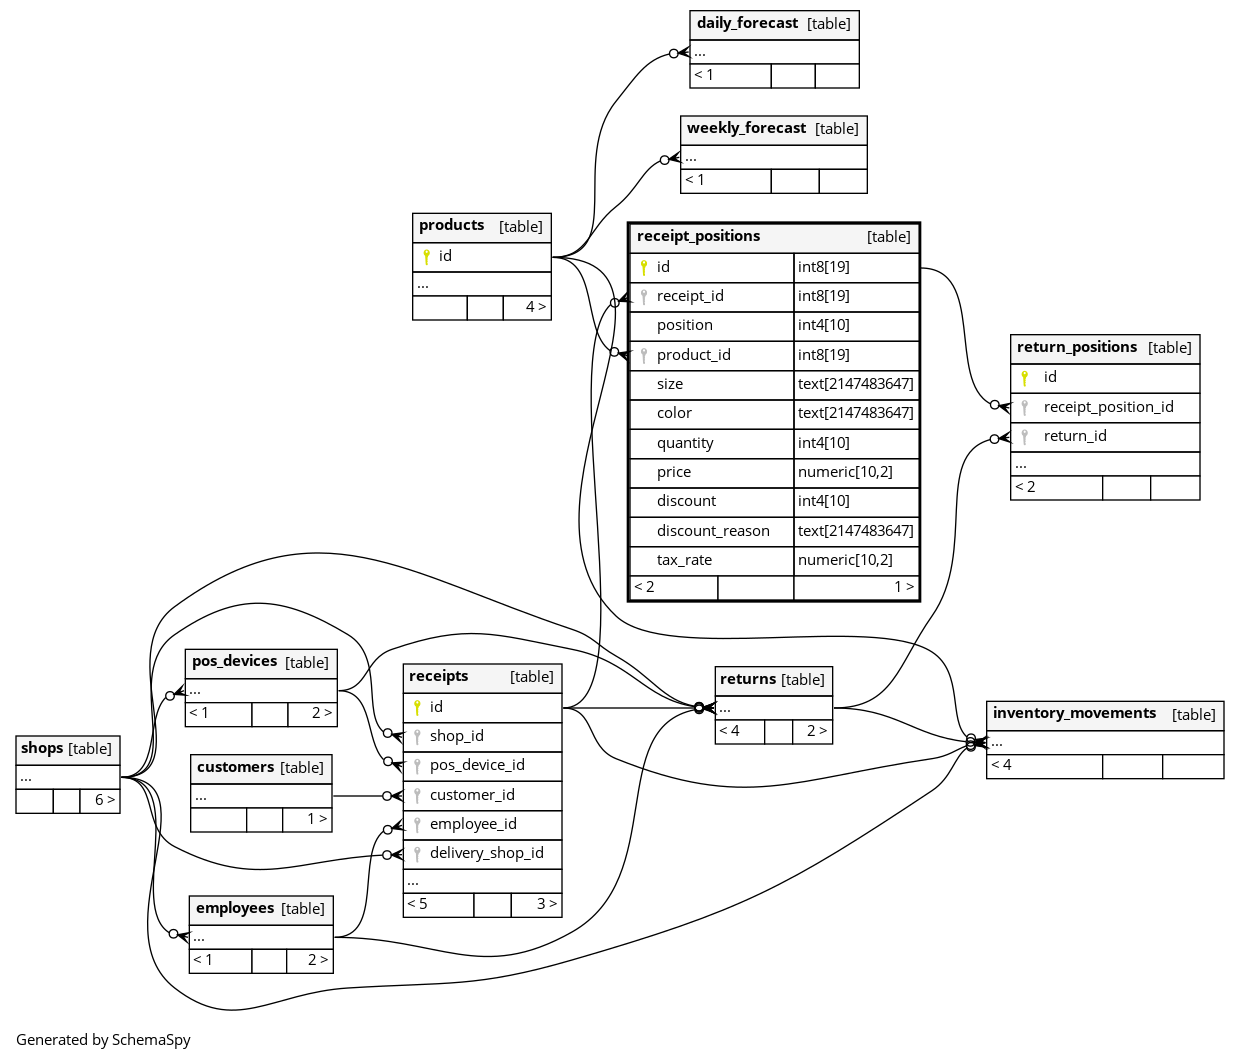 daily_forecast [table]
...
< 1
weekly_forecast [table]
...
< 1
products [table]
id
...
4 >
receipt_positions [table]
id int8[19]
receipt_id int8[19]
position int4[10]
product_id int8[19]
size text[2147483647]
color text[2147483647]
quantity int4[10]
price numeric[10,2]
discount int4[10]
discount_reason text[2147483647]
tax_rate numeric[10,2]
< 2 1 >
return_positions [table]
id
receipt_position_id
return_id
...
< 2
pos_devices [table]
...
< 1 2 >
receipts [table]
id
shop_id
pos_device_id
customer_id
employee_id
delivery_shop_id
...
< 5 3 >
returns [table]
...
< 4 2 >
inventory_movements [table]
...
< 4
shops [table]
...
6 >
customers [table]
...
1 >
employees [table]
...
< 1 2 >
Generated by SchemaSpy